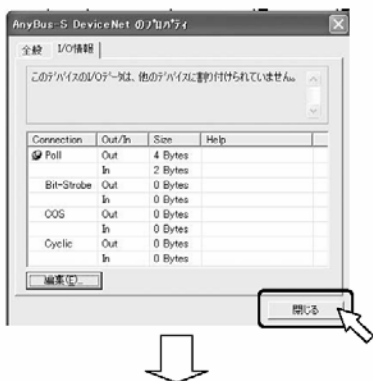 AnyBus-S DeviceNet のﾌﾟﾛﾊﾟﾃｨ
全般 I/O情報
このﾃﾞﾊﾞｲｽのI/Oﾃﾞｰﾀは、他のﾃﾞﾊﾞｲｽに割り付けられていません。
Connection Out/In Size Help
Poll Out 4 Bytes
In 2 Bytes
Bit-Strobe Out 0 Bytes
In 0 Bytes
COS Out 0 Bytes
In 0 Bytes
Cyclic Out 0 Bytes
In 0 Bytes
編集(E)...
閉じる